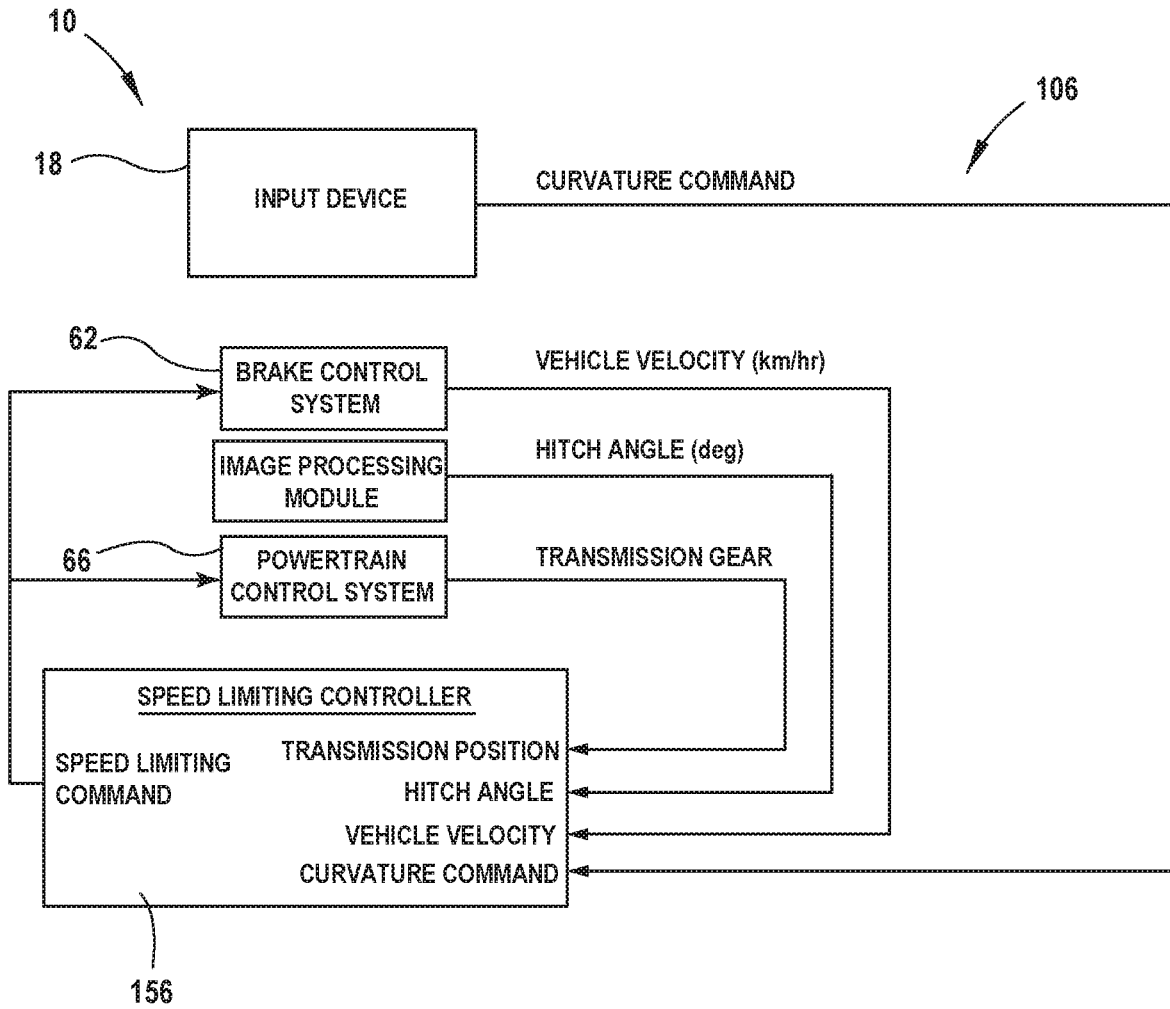 10
106
18
INPUT DEVICE
CURVATURE COMMAND
62
BRAKE CONTROL
SYSTEM
VEHICLE VELOCITY (km/hr)
IMAGE PROCESSING
MODULE
HITCH ANGLE (deg)
66
POWERTRAIN
CONTROL SYSTEM
TRANSMISSION GEAR
SPEED LIMITING CONTROLLER
SPEED LIMITING
COMMAND
TRANSMISSION POSITION
HITCH ANGLE
VEHICLE VELOCITY
CURVATURE COMMAND
156